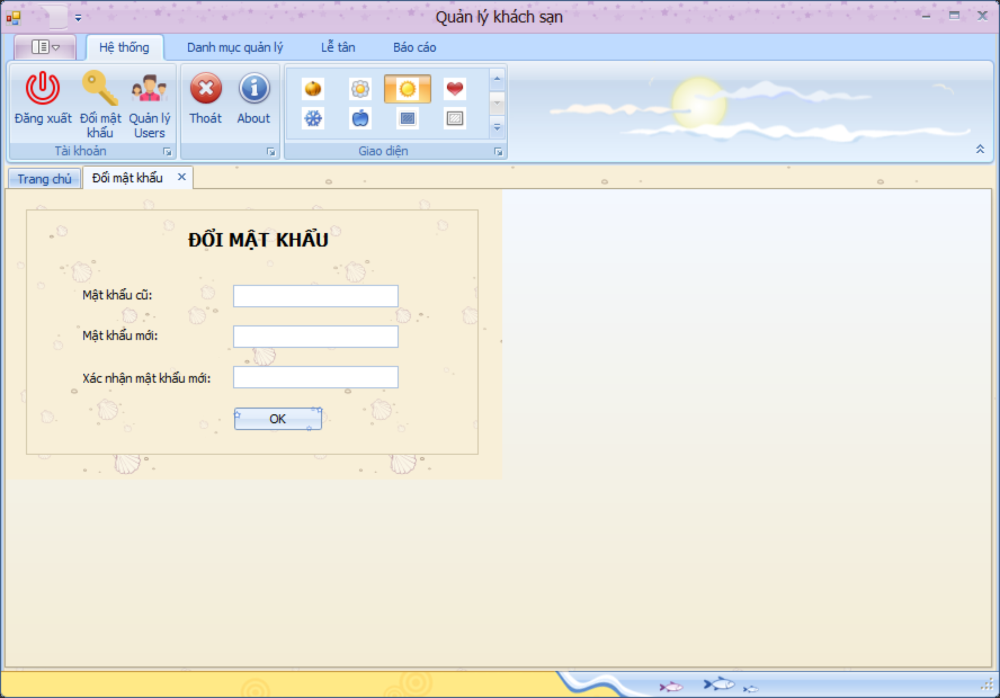 Quản lý khách sạn
Hệ thống
Danh mục quản lý
Lễ tân
Báo cáo
Đăng xuất
Đổi mật
khẩu
Quản lý
Users
Thoát
About
Tài khoản
Giao diện
Trang chủ
Đổi mật khẩu
ĐỔI MẬT KHẨU
Mật khẩu cũ:
Mật khẩu mới:
Xác nhận mật khẩu mới:
OK